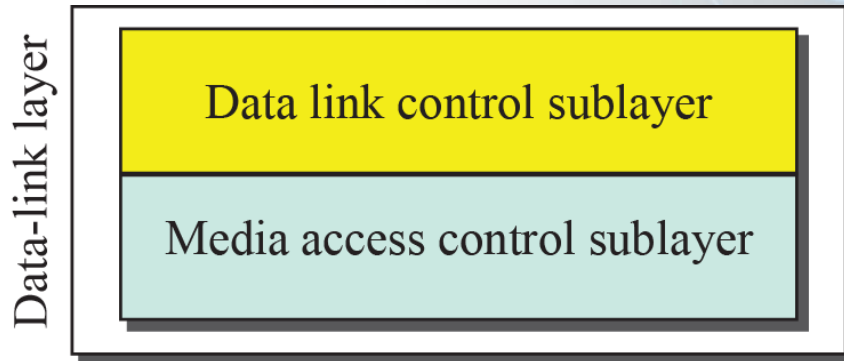 Data-link layer
Data link control sublayer
Media access control sublayer